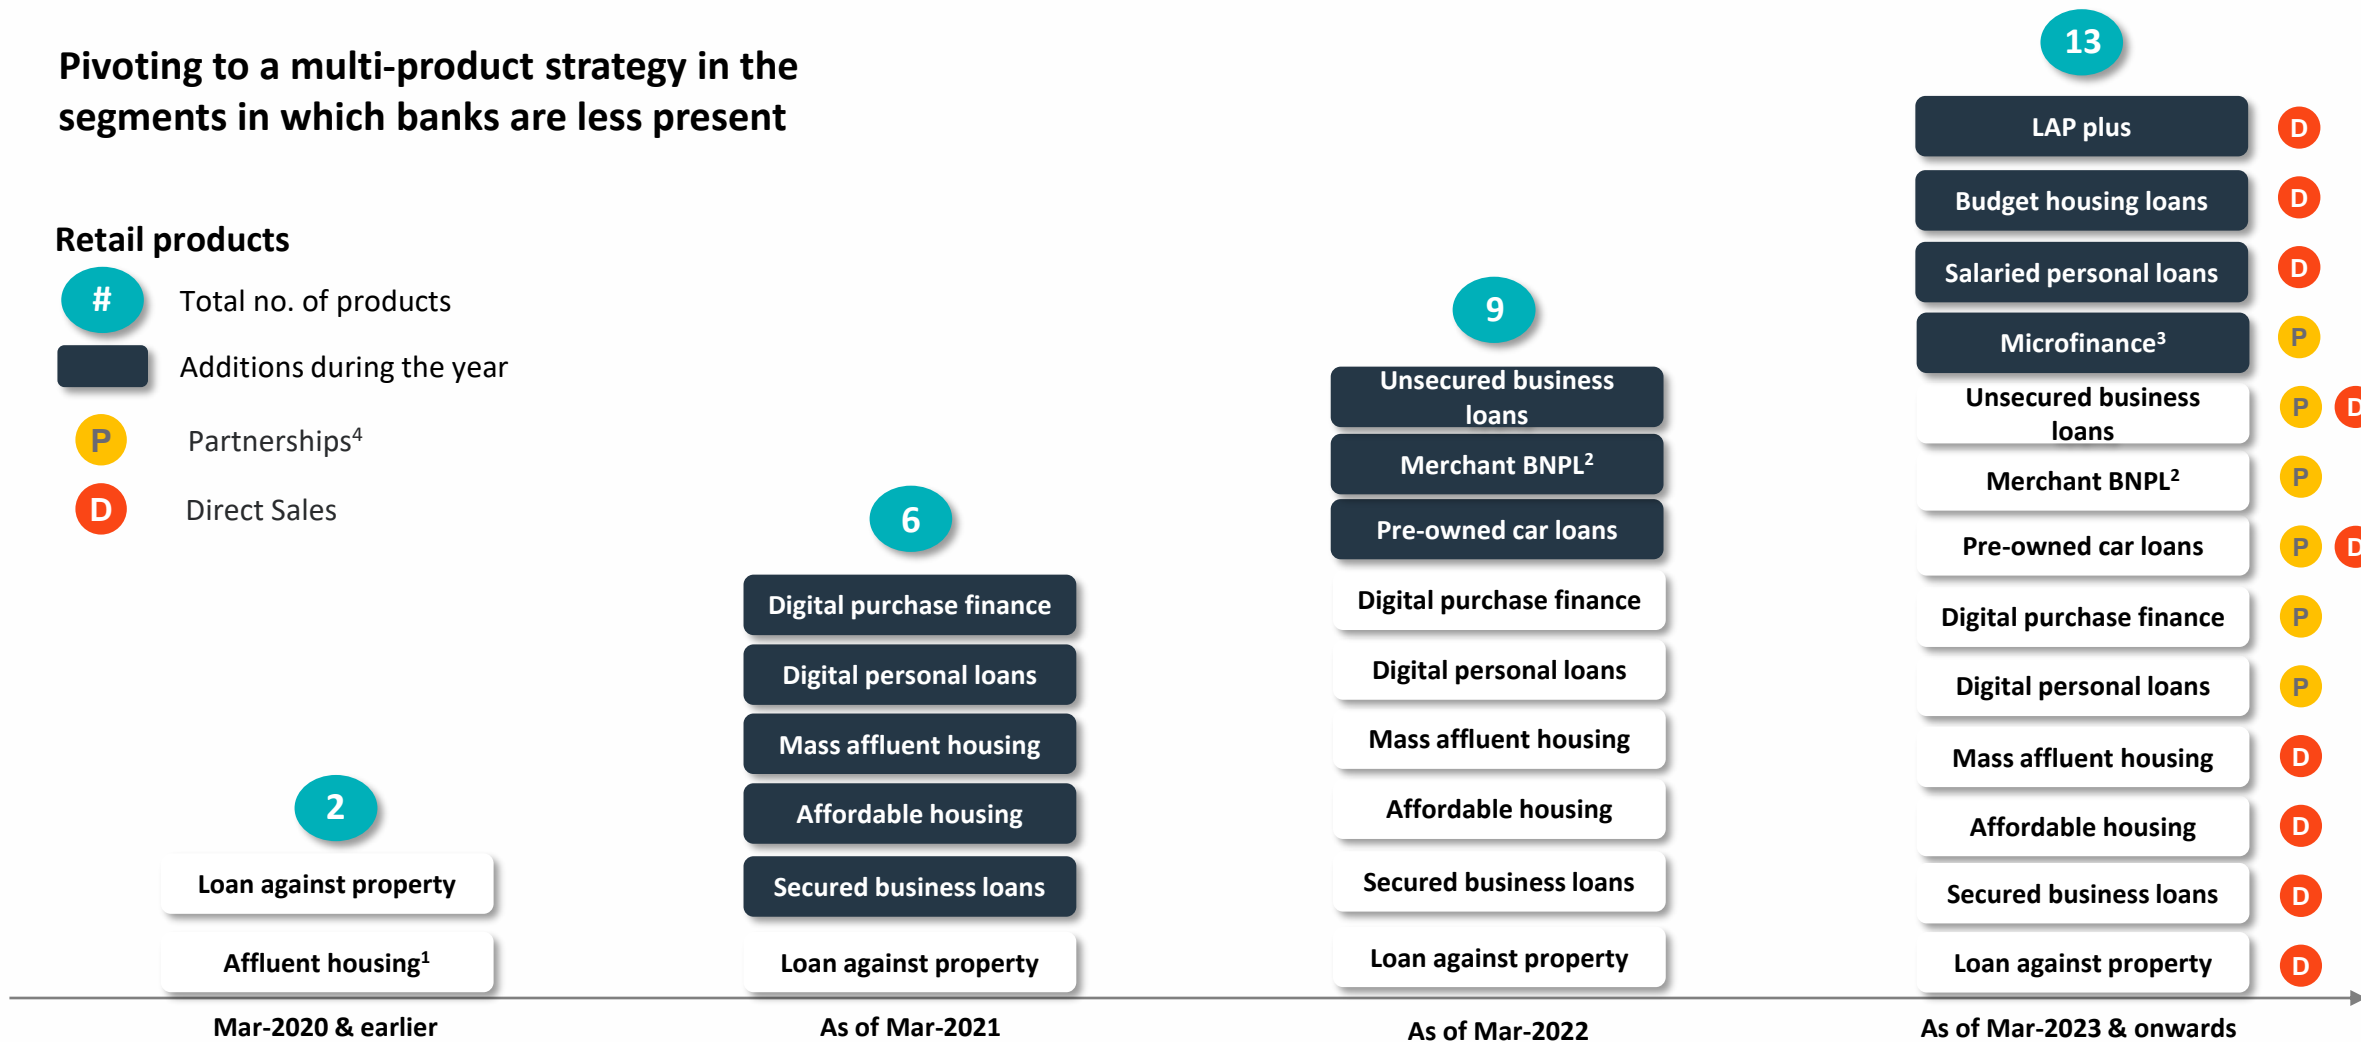 Pivoting to a multi-product strategy in the
segments in which banks are less present
Retail products
# Total no. of products
Additions during the year
P Partnerships4
D Direct Sales
2
Loan against property
Affluent housing1
Mar-2020 & earlier
6
Digital purchase finance
Digital personal loans
Mass affluent housing
Affordable housing
Secured business loans
Loan against property
As of Mar-2021
9
Unsecured business
loans
Merchant BNPL2
Pre-owned car loans
Digital purchase finance
Digital personal loans
Mass affluent housing
Affordable housing
Secured business loans
Loan against property
As of Mar-2022
13
LAP plus D
Budget housing loans D
Salaried personal loans D
Microfinance3 P
Unsecured business
loans P D
Merchant BNPL2 P
Pre-owned car loans P D
Digital purchase finance P
Digital personal loans P
Mass affluent housing D
Affordable housing D
Secured business loans D
Loan against property D
As of Mar-2023 & onwards